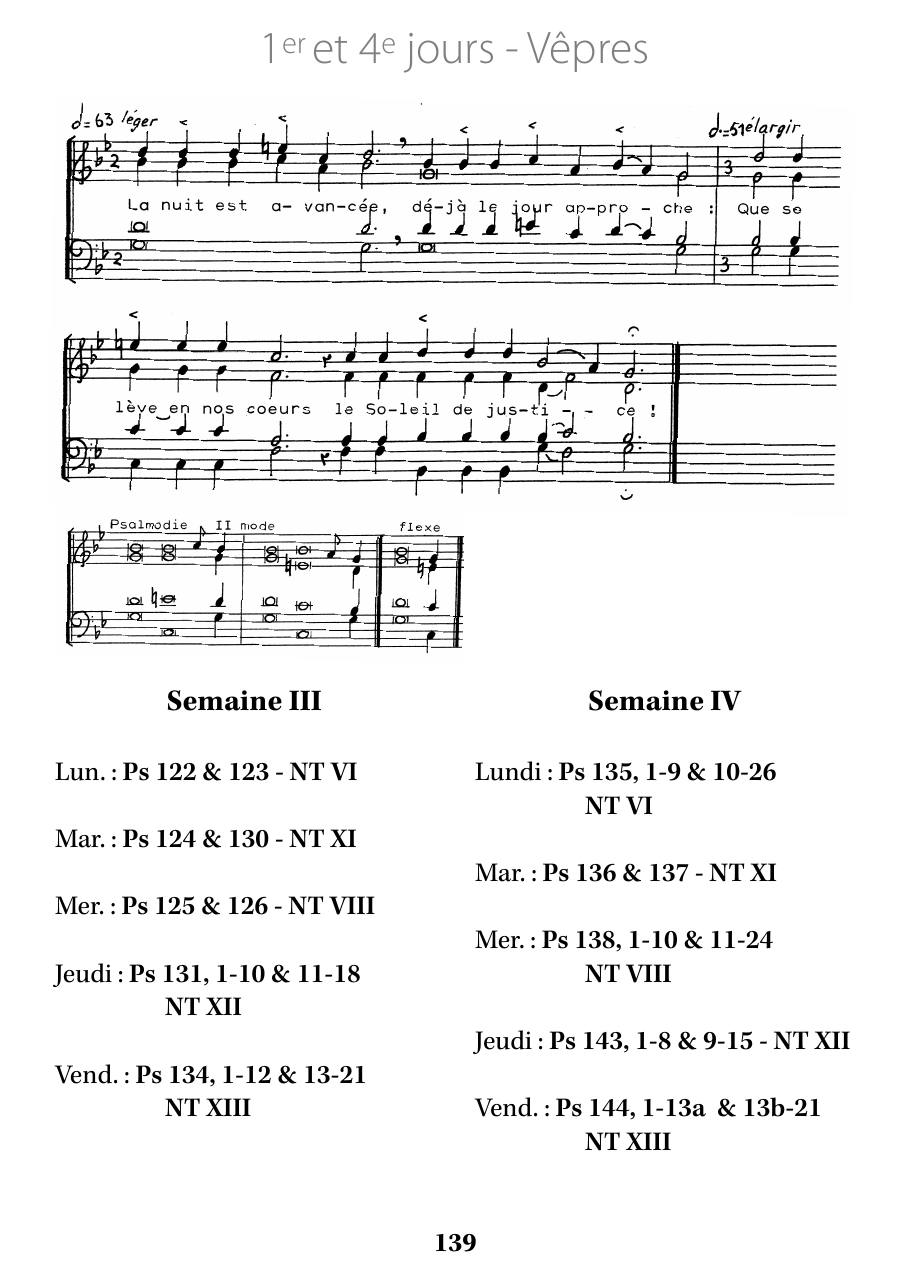 1er et 4e jours - Vêpres
𝅗𝅥=63 léger
𝅗𝅥.=51 élargir
La nuit est a- van-cée, dé-jà le jour ap-pro - che : Que se
lève en nos coeurs le So-leil de jus-ti - - ce !
Psalmodie II mode flexe
Semaine III
Lun. : Ps 122 & 123 - NT VI
Mar. : Ps 124 & 130 - NT XI
Mer. : Ps 125 & 126 - NT VIII
Jeudi : Ps 131, 1-10 & 11-18
NT XII
Vend. : Ps 134, 1-12 & 13-21
NT XIII
Semaine IV
Lundi : Ps 135, 1-9 & 10-26
NT VI
Mar. : Ps 136 & 137 - NT XI
Mer. : Ps 138, 1-10 & 11-24
NT VIII
Jeudi : Ps 143, 1-8 & 9-15 - NT XII
Vend. : Ps 144, 1-13a & 13b-21
NT XIII
139